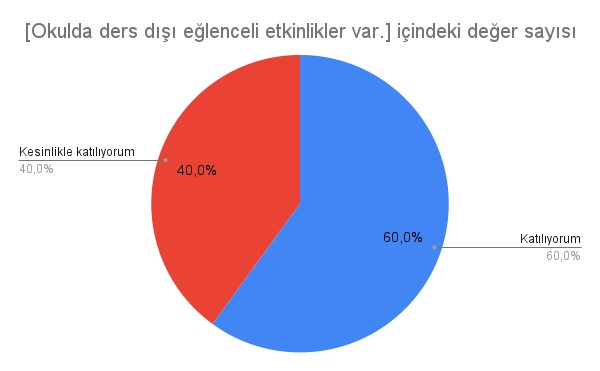 [Okulda ders dışı eğlenceli etkinlikler var.] içindeki değer sayısı
Kesinlikle katılıyorum
40,0%
40,0%
60,0%
Katılıyorum
60,0%